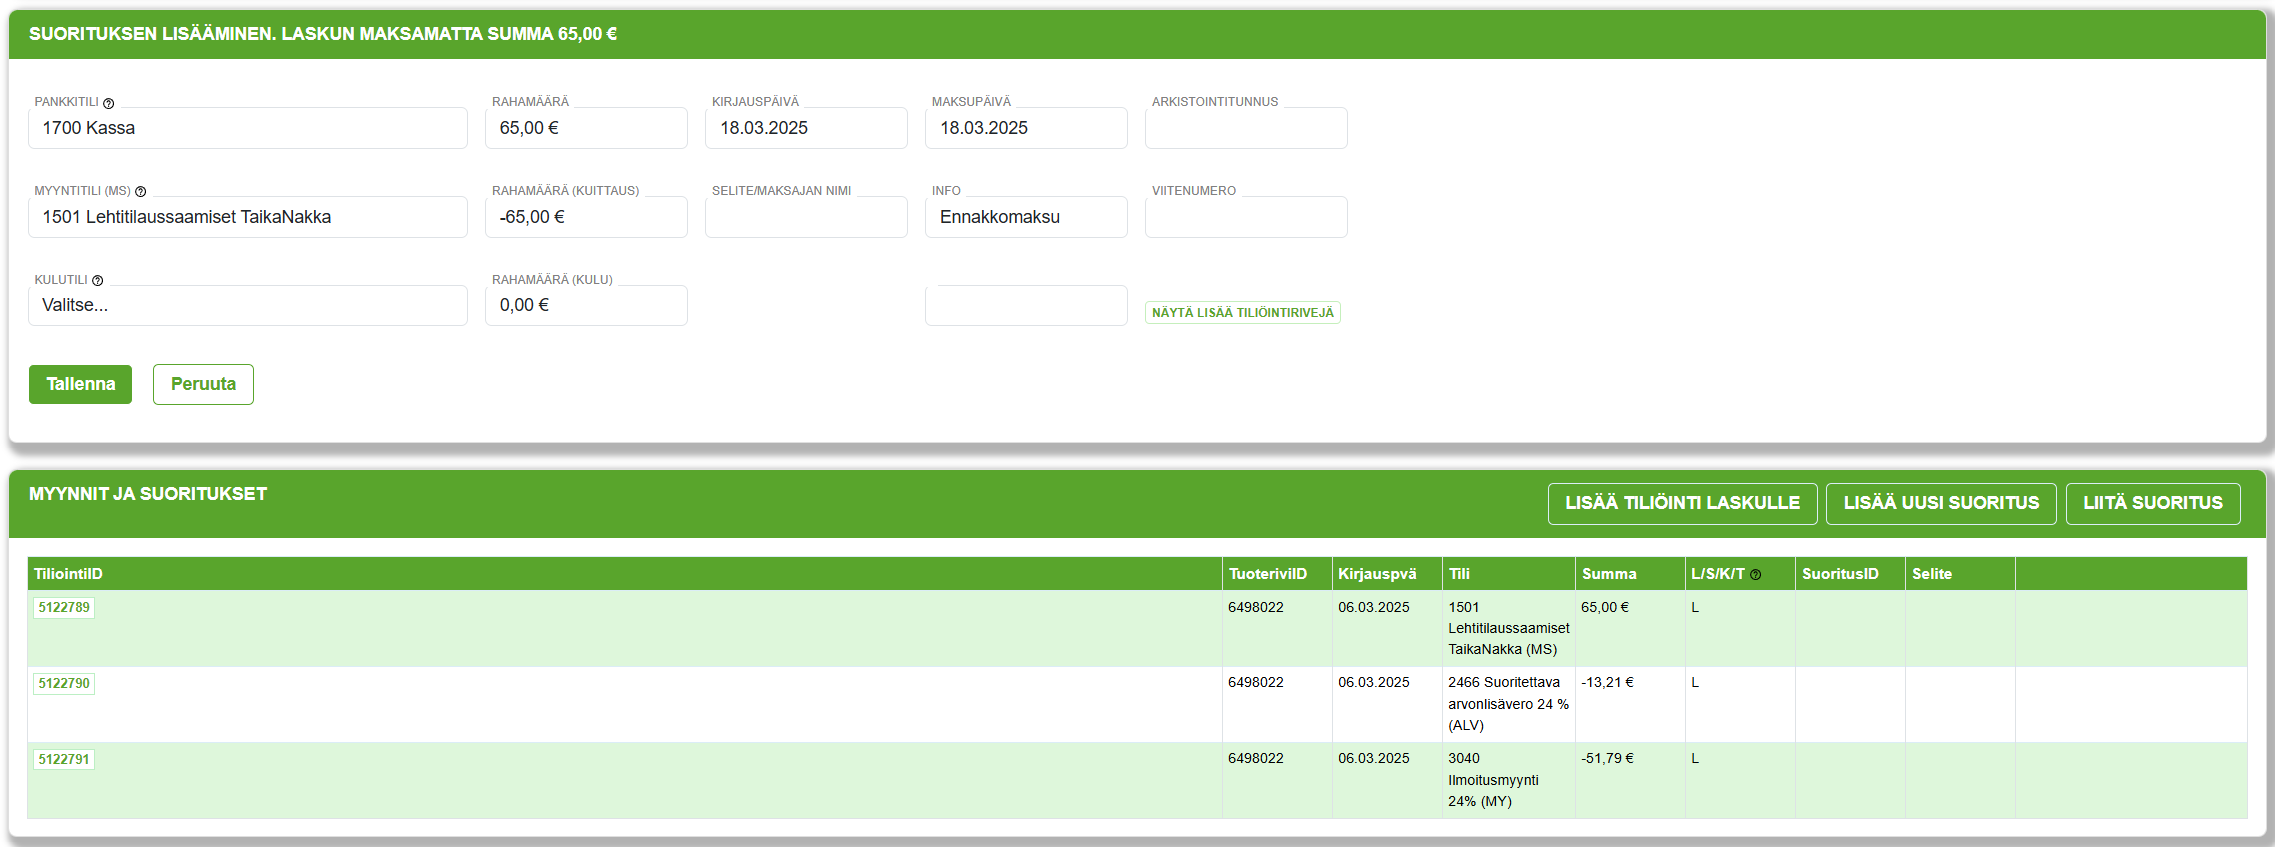 SUORITUKSEN LISÄÄMINEN. LASKUN MAKSAMATTA SUMMA 65,00 €
PANKKITILI RAHAMÄÄRÄ KIRJAUSPÄIVÄ MAKSUPÄIVÄ ARKISTOINTITUNNUS
1700 Kassa 65,00 € 18.03.2025 18.03.2025
MYYNTITILI (MS) RAHAMÄÄRÄ (KUITTAUS) SELITE/MAKSAJAN NIMI INFO VIITENUMERO
1501 Lehtitilaussaamiset TaikaNakka -65,00 € Ennakkomaksu
KULUTILI RAHAMÄÄRÄ (KULU)
Valitse... 0,00 € NÄYTÄ LISÄÄ TILIÖINTIRIVEJÄ
Tallenna Peruuta
MYYNNIT JA SUORITUKSET LISÄÄ TILIÖINTI LASKULLE LISÄÄ UUSI SUORITUS LIITÄ SUORITUS
TiliointiID TuoteriviID Kirjauspvä Tili Summa L/S/K/T SuoritusID Selite
5122789 6498022 06.03.2025 1501 65,00 € L
Lehtitilaussaamiset
TaikaNakka (MS)
5122790 6498022 06.03.2025 2466 Suoritettava -13,21 € L
arvonlisävero 24 %
(ALV)
5122791 6498022 06.03.2025 3040 -51,79 € L
Ilmoitusmyynti
24% (MY)